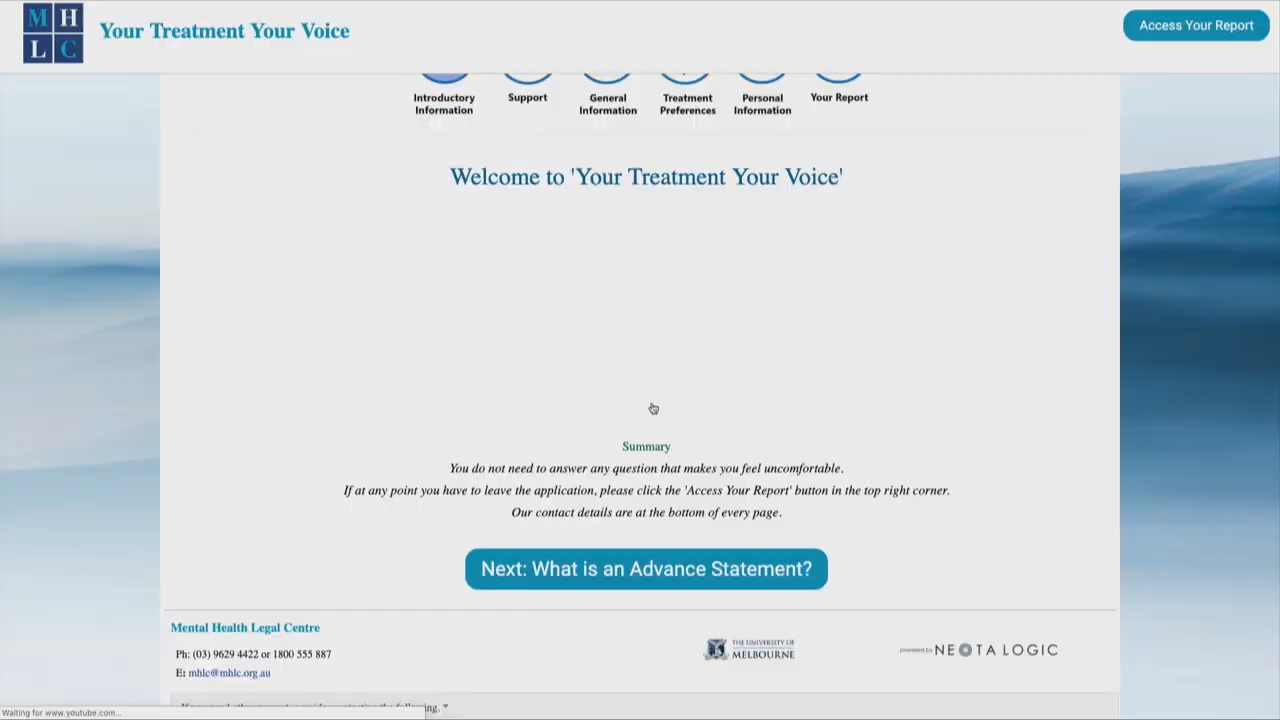 M H
L C
Your Treatment Your Voice
Access Your Report
Introductory Information
Support
General Information
Treatment Preferences
Personal Information
Your Report
Welcome to 'Your Treatment Your Voice'
Summary
You do not need to answer any question that makes you feel uncomfortable.
If at any point you have to leave the application, please click the 'Access Your Report' button in the top right corner.
Our contact details are at the bottom of every page.
Next: What is an Advance Statement?
Mental Health Legal Centre
Ph: (03) 9629 4422 or 1800 555 887
E: mhlc@mhlc.org.au
THE UNIVERSITY OF
MELBOURNE
powered by NEOTA LOGIC
Waiting for www.youtube.com...